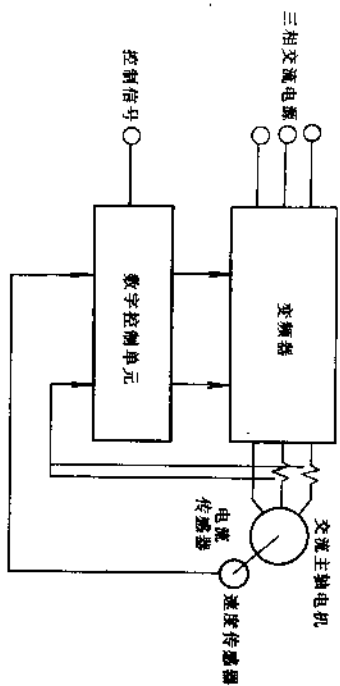 三相交流电源
控制信号
变频器
数字控制单元
交流主轴电机
电流
传感器
速度传感器